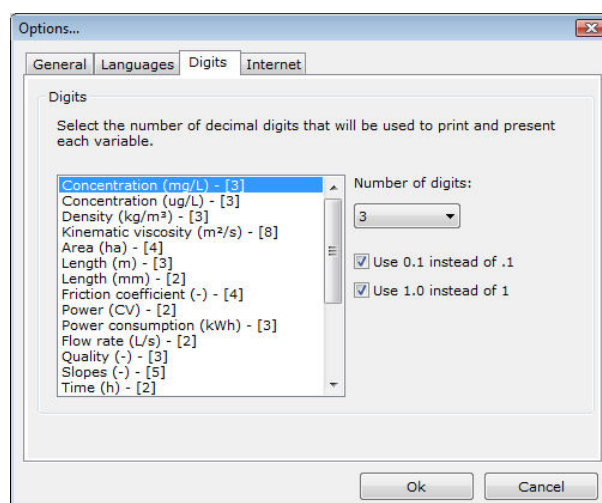 Options...
General Languages Digits Internet
Digits
Select the number of decimal digits that will be used to print and present
each variable.
Concentration (mg/L) - [3]
Concentration (ug/L) - [3]
Density (kg/m³) - [3]
Kinematic viscosity (m²/s) - [8]
Area (ha) - [4]
Length (m) - [3]
Length (mm) - [2]
Friction coefficient (-) - [4]
Power (CV) - [2]
Power consumption (kWh) - [3]
Flow rate (L/s) - [2]
Quality (-) - [3]
Slopes (-) - [5]
Time (h) - [2]
Number of digits:
3
Use 0.1 instead of .1
Use 1.0 instead of 1
Ok Cancel